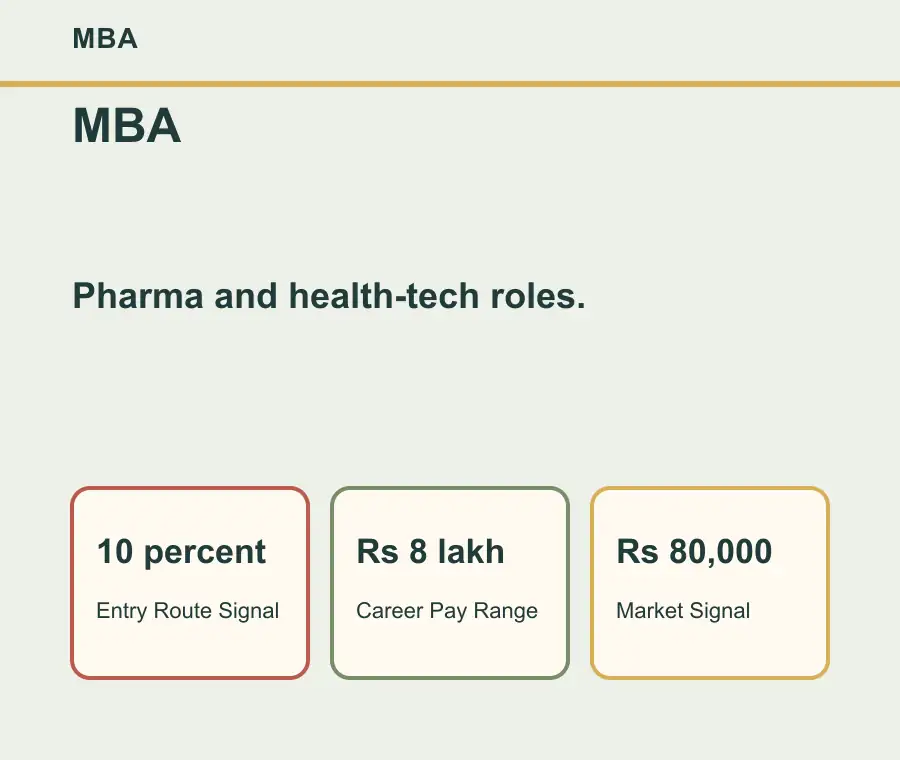 MBA
MBA
Pharma and health-tech roles.
10 percent
Entry Route Signal
Rs 8 lakh
Career Pay Range
Rs 80,000
Market Signal